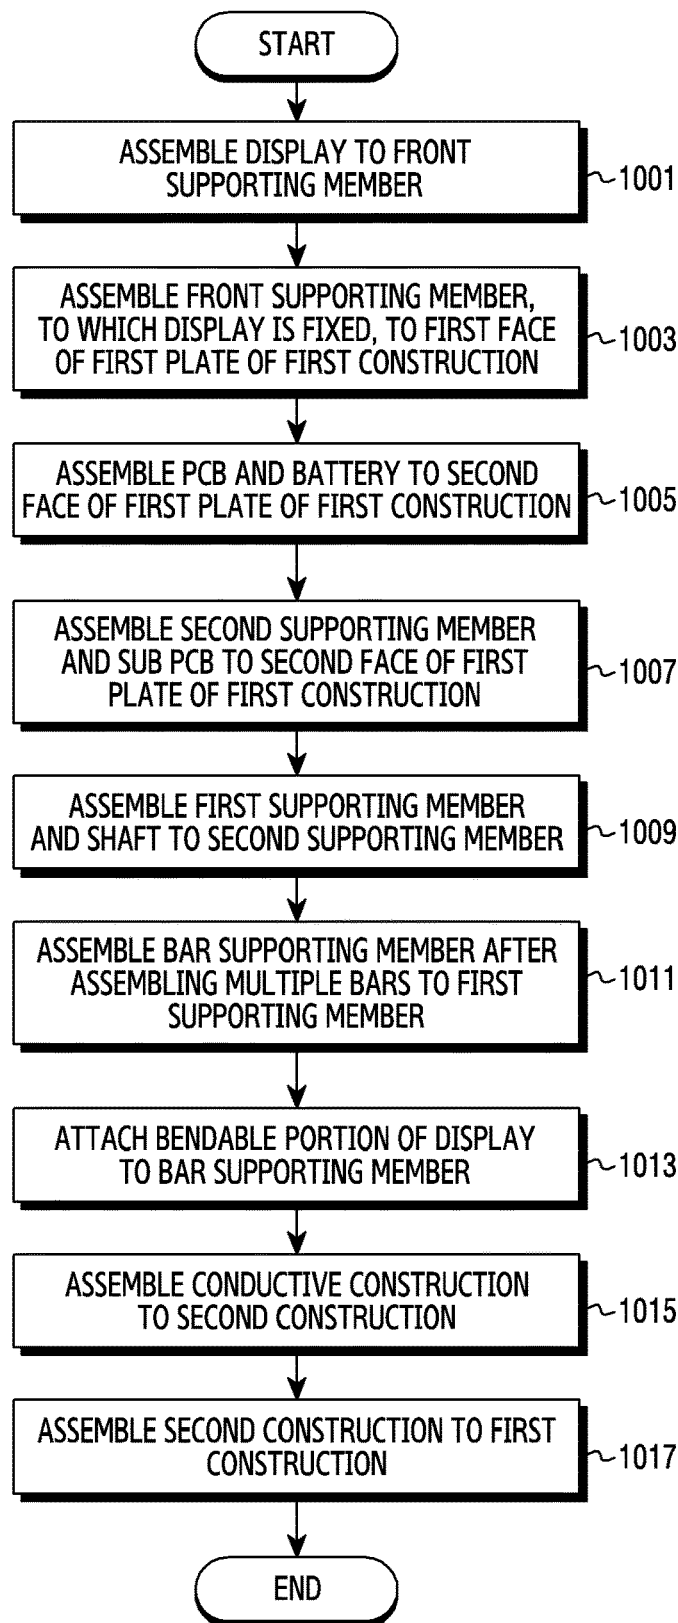 START
ASSEMBLE DISPLAY TO FRONT
SUPPORTING MEMBER
1001
ASSEMBLE FRONT SUPPORTING MEMBER,
TO WHICH DISPLAY IS FIXED, TO FIRST FACE
OF FIRST PLATE OF FIRST CONSTRUCTION
1003
ASSEMBLE PCB AND BATTERY TO SECOND
FACE OF FIRST PLATE OF FIRST CONSTRUCTION
1005
ASSEMBLE SECOND SUPPORTING MEMBER
AND SUB PCB TO SECOND FACE OF FIRST
PLATE OF FIRST CONSTRUCTION
1007
ASSEMBLE FIRST SUPPORTING MEMBER
AND SHAFT TO SECOND SUPPORTING MEMBER
1009
ASSEMBLE BAR SUPPORTING MEMBER AFTER
ASSEMBLING MULTIPLE BARS TO FIRST
SUPPORTING MEMBER
1011
ATTACH BENDABLE PORTION OF DISPLAY
TO BAR SUPPORTING MEMBER
1013
ASSEMBLE CONDUCTIVE CONSTRUCTION
TO SECOND CONSTRUCTION
1015
ASSEMBLE SECOND CONSTRUCTION TO FIRST
CONSTRUCTION
1017
END